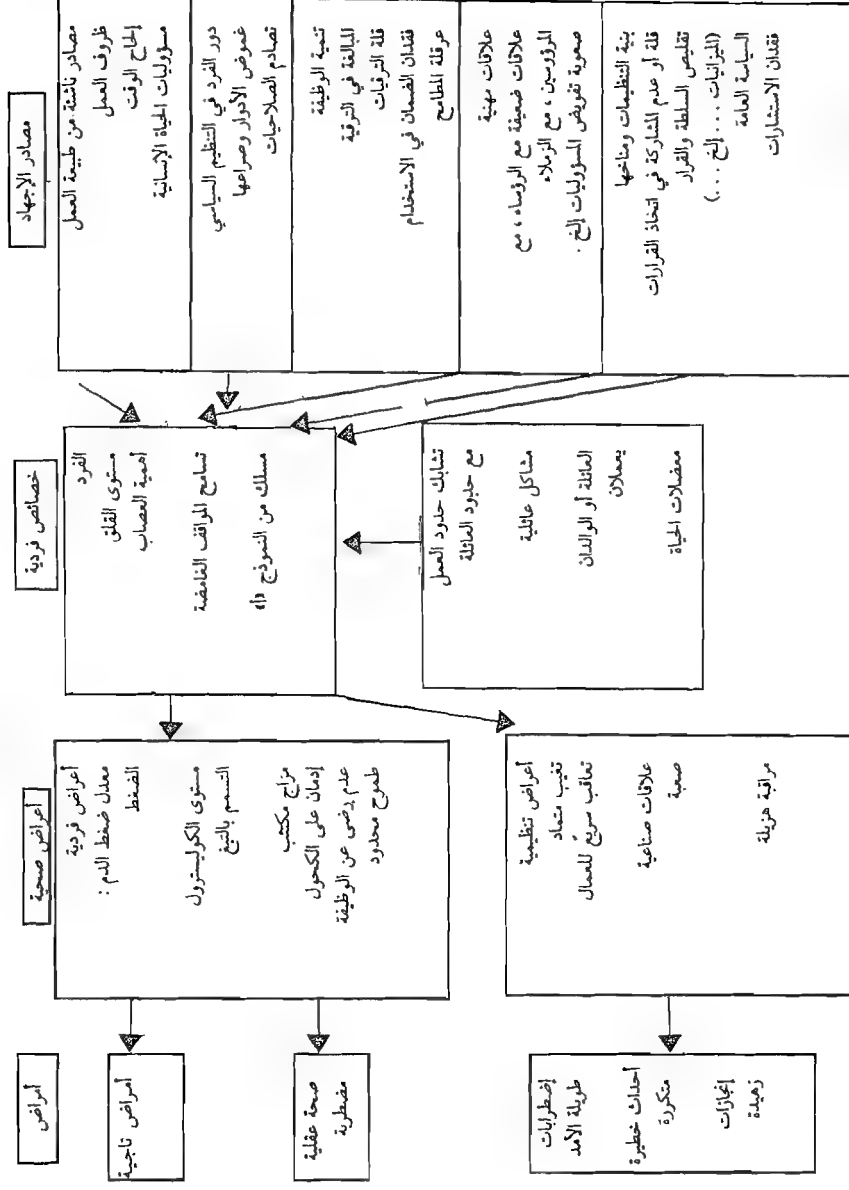 مصادر الإجهاد
مصادر ناشئة من طبيعة العمل
ظروف العمل
إلحاح الوقت
مسؤوليات الحياة الإنسانية
دور الفرد في التنظيم السياسي
غموض الأدوار وصراعها
تصادم الصلاحيات
تنمية الوظيفة
المبالغة في الترقية
قلة الترقيات
فقدان الضمان في الاستخدام
عرقلة المطامح
علاقات مهنية
علاقات ضعيفة مع الرؤساء، مع
المرؤوسين، مع الزملاء
صعوبة تفويض المسؤوليات إلخ.
بنية التنظيمات ومناخها
قلة أو عدم المشاركة في اتخاذ القرارات
تقليص السلطة والقرار
(الميزانيات... إلخ...)
السياسة العامة
فقدان الاستشارات
خصائص فردية
الفرد
مستوى القلق
أهمية العصاب
تسامح المواقف الغامضة
مسلك من النموذج «أ»
تشابك حدود العمل
مع حدود العائلة
مشاكل عائلية
العائلة أو الوالدان
يعملان
معضلات الحياة
أعراض صحية
أعراض فردية
معدل ضغط الدم:
الضغط
مستوى الكوليسترول
التسمم بالتبغ
مزاج مكتئب
إدمان على الكحول
عدم رضى عن الوظيفة
طموح محدود
أعراض تنظيمية
تغيب متماد
تعاقب سريع للعمال
علاقات صناعية
صعبة
مراقبة هزيلة
أمراض
أمراض تاجية
صحة عقلية
مضطربة
إضطرابات
طويلة الأمد
أحداث خطيرة
متكررة
إنجازات
زهيدة